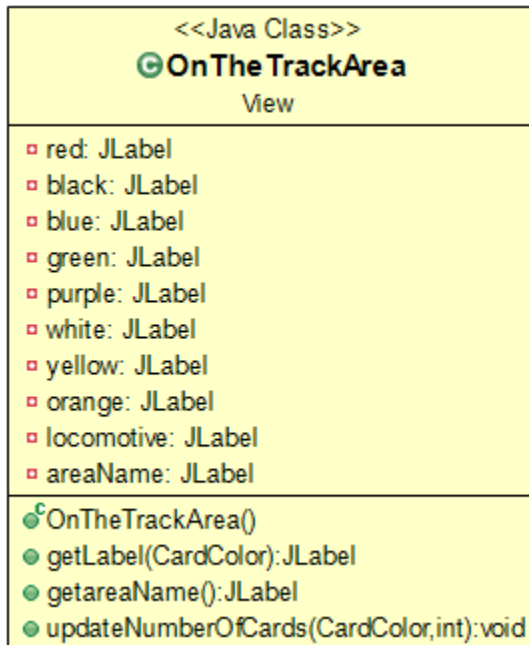 <<Java Class>>
C OnTheTrackArea
View
red: JLabel
black: JLabel
blue: JLabel
green: JLabel
purple: JLabel
white: JLabel
yellow: JLabel
orange: JLabel
locomotive: JLabel
areaName: JLabel
C OnTheTrackArea()
getLabel(CardColor):JLabel
getareaName():JLabel
updateNumberOfCards(CardColor,int):void